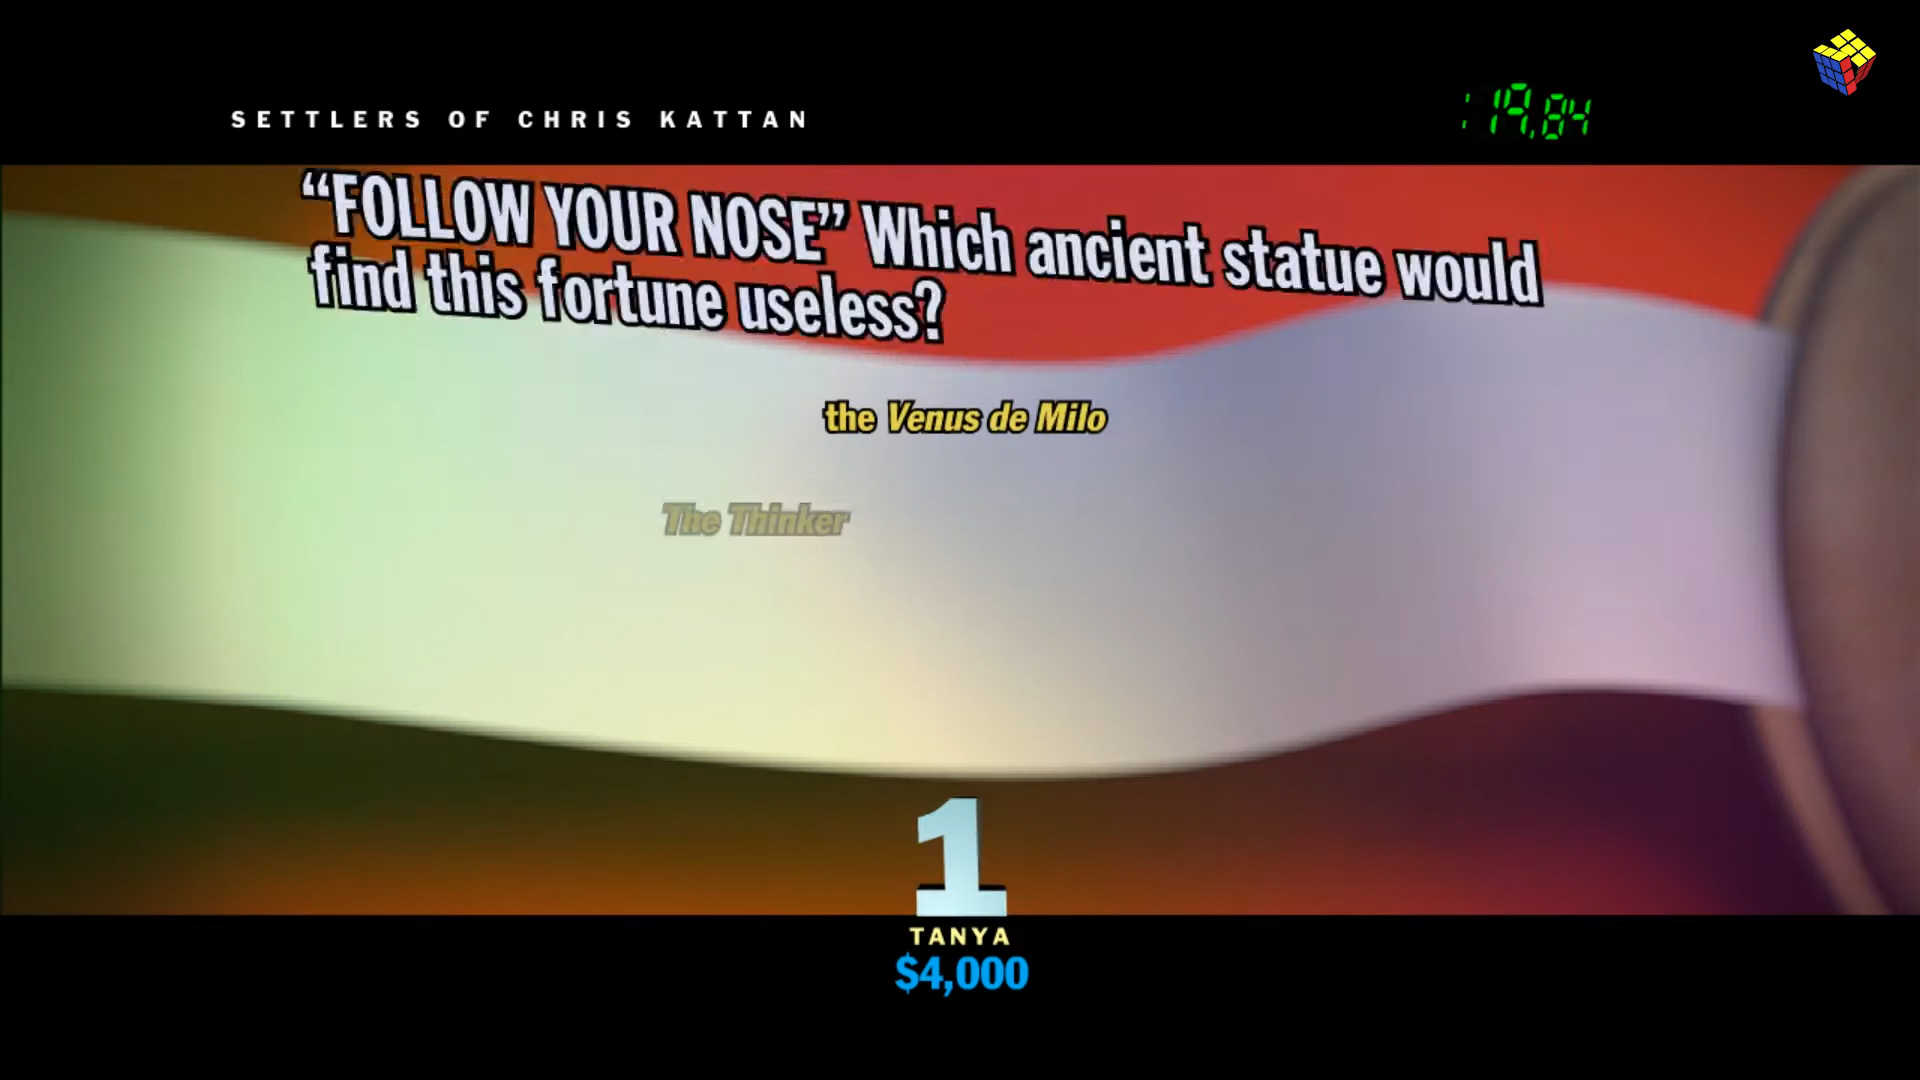 SETTLERS OF CHRIS KATTAN
:19.84
“FOLLOW YOUR NOSE” Which ancient statue would
find this fortune useless?
the Venus de Milo
The Thinker
1
TANYA
$4,000